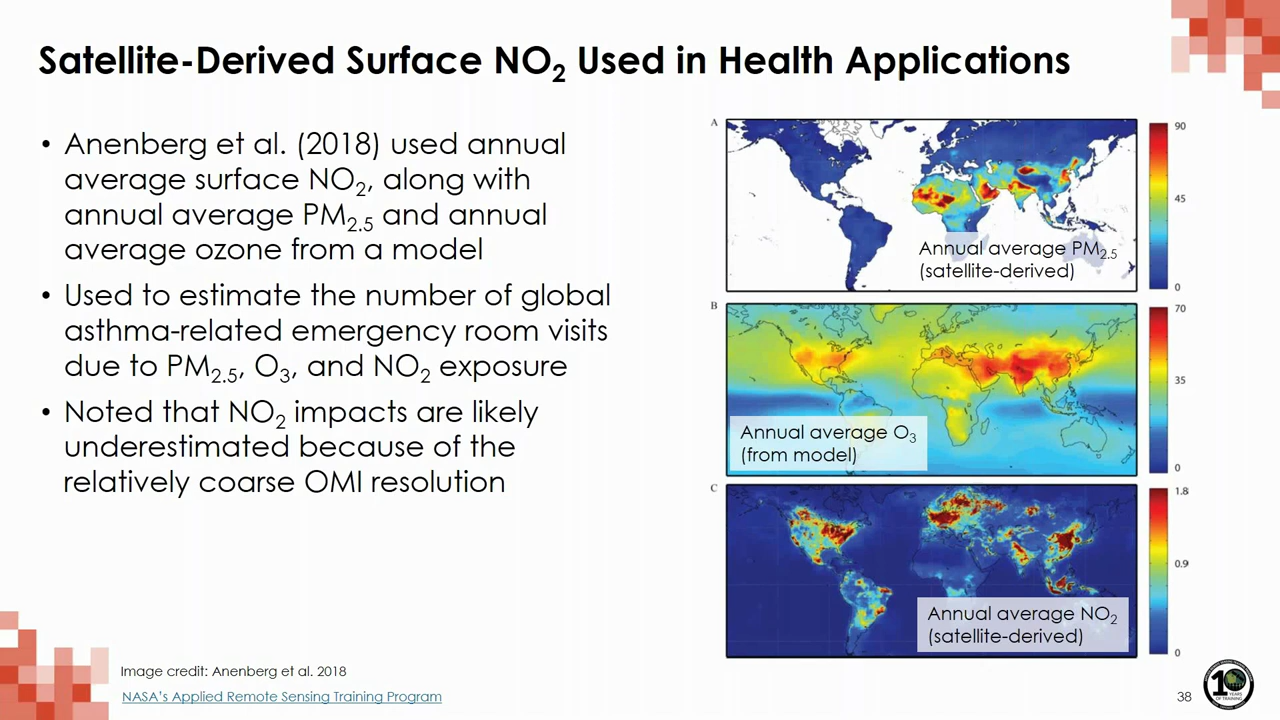 Satellite-Derived Surface NO2 Used in Health Applications
• Anenberg et al. (2018) used annual
average surface NO2, along with
annual average PM2.5 and annual
average ozone from a model
• Used to estimate the number of global
asthma-related emergency room visits
due to PM2.5, O3, and NO2 exposure
• Noted that NO2 impacts are likely
underestimated because of the
relatively coarse OMI resolution
A
90
45
0
Annual average PM2.5
(satellite-derived)
B
70
35
0
Annual average O3
(from model)
C
1.8
0.9
0
Annual average NO2
(satellite-derived)
Image credit: Anenberg et al. 2018
NASA's Applied Remote Sensing Training Program
38
10
YEARS
OF TRAINING